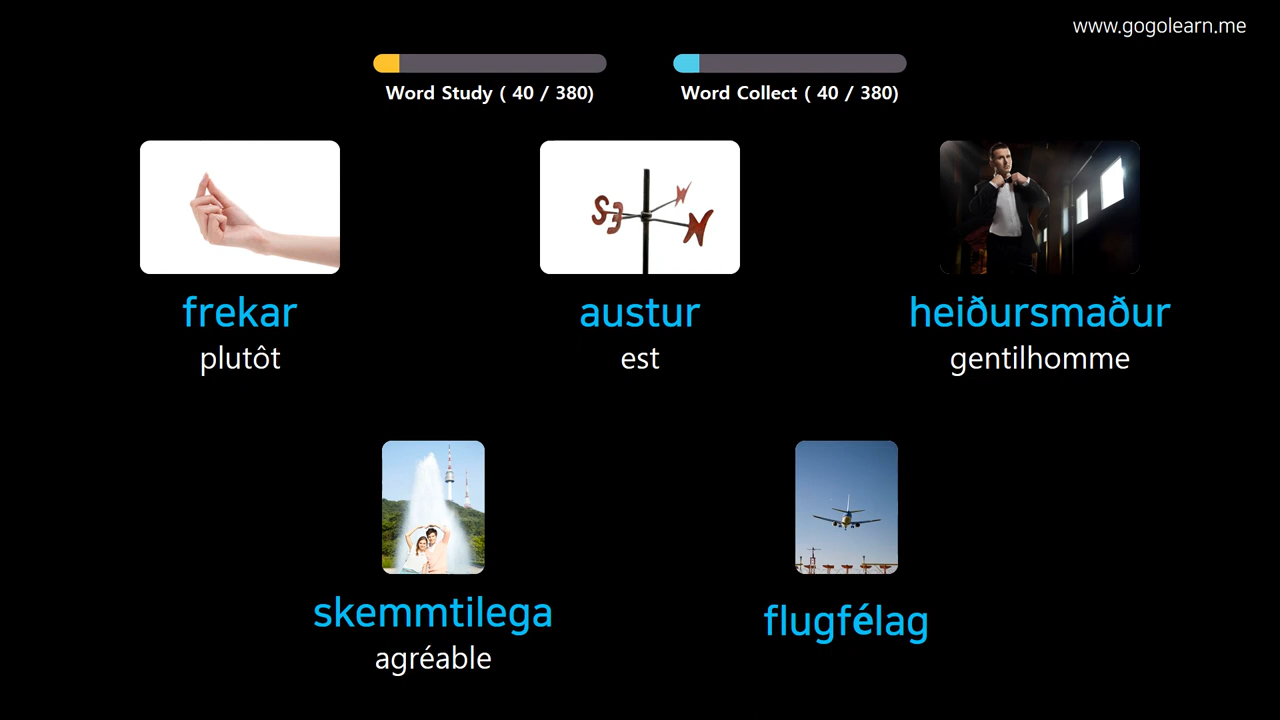 www.gogolearn.me
Word Study ( 40 / 380)
Word Collect ( 40 / 380)
frekar
plutôt
austur
est
heiðursmaður
gentilhomme
skemmtilega
agréable
flugfélag